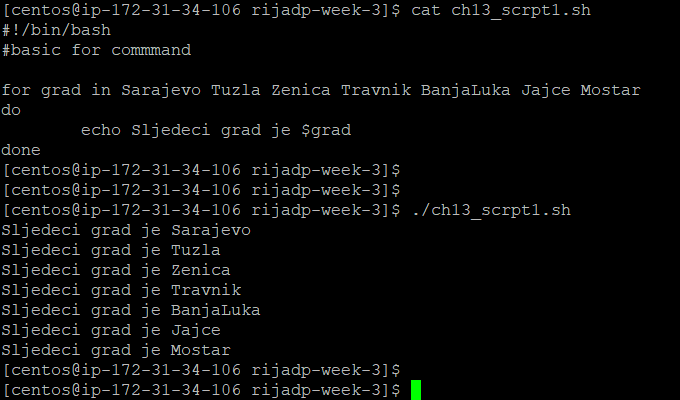 [centos@ip-172-31-34-106 rijadp-week-3]$ cat ch13_scrpt1.sh
#!/bin/bash
#basic for commmand
for grad in Sarajevo Tuzla Zenica Travnik BanjaLuka Jajce Mostar
do
        echo Sljedeci grad je $grad
done
[centos@ip-172-31-34-106 rijadp-week-3]$
[centos@ip-172-31-34-106 rijadp-week-3]$
[centos@ip-172-31-34-106 rijadp-week-3]$ ./ch13_scrpt1.sh
Sljedeci grad je Sarajevo
Sljedeci grad je Tuzla
Sljedeci grad je Zenica
Sljedeci grad je Travnik
Sljedeci grad je BanjaLuka
Sljedeci grad je Jajce
Sljedeci grad je Mostar
[centos@ip-172-31-34-106 rijadp-week-3]$
[centos@ip-172-31-34-106 rijadp-week-3]$